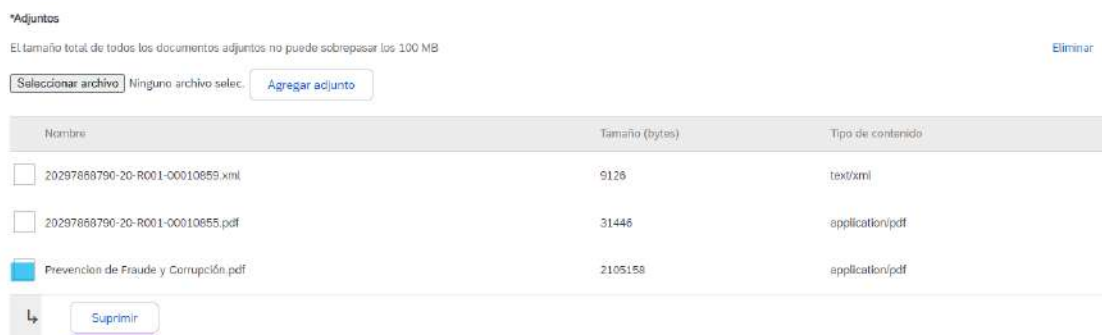 *Adjuntos
El tamaño total de todos los documentos adjuntos no puede sobrepasar los 100 MB Eliminar
Seleccionar archivo Ninguno archivo selec. Agregar adjunto
Nombre Tamaño (bytes) Tipo de contenido
20297868790-20-R001-00010859.xml 9126 text/xml
20297868790-20-R001-00010855.pdf 31446 application/pdf
Prevencion de Fraude y Corrupción.pdf 2105158 application/pdf
Suprimir